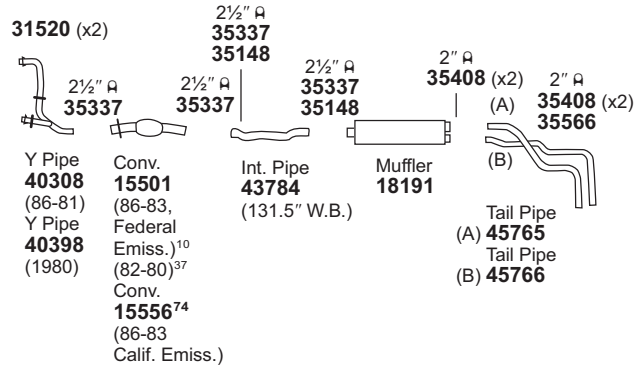 31520 (x2)
2½″
35337
2½″
35337
2½″
35337
35148
2½″
35337
35148
2″
35408 (x2)
2″
35408 (x2)
35566
(A)
(B)
Y Pipe
40308
(86-81)
Y Pipe
40398
(1980)
Conv.
15501
(86-83,
Federal
Emiss.)¹⁰
(82-80)³⁷
Conv.
15556⁷⁴
(86-83
Calif. Emiss.)
Int. Pipe
43784
(131.5″ W.B.)
Muffler
18191
Tail Pipe
(A) 45765
Tail Pipe
(B) 45766